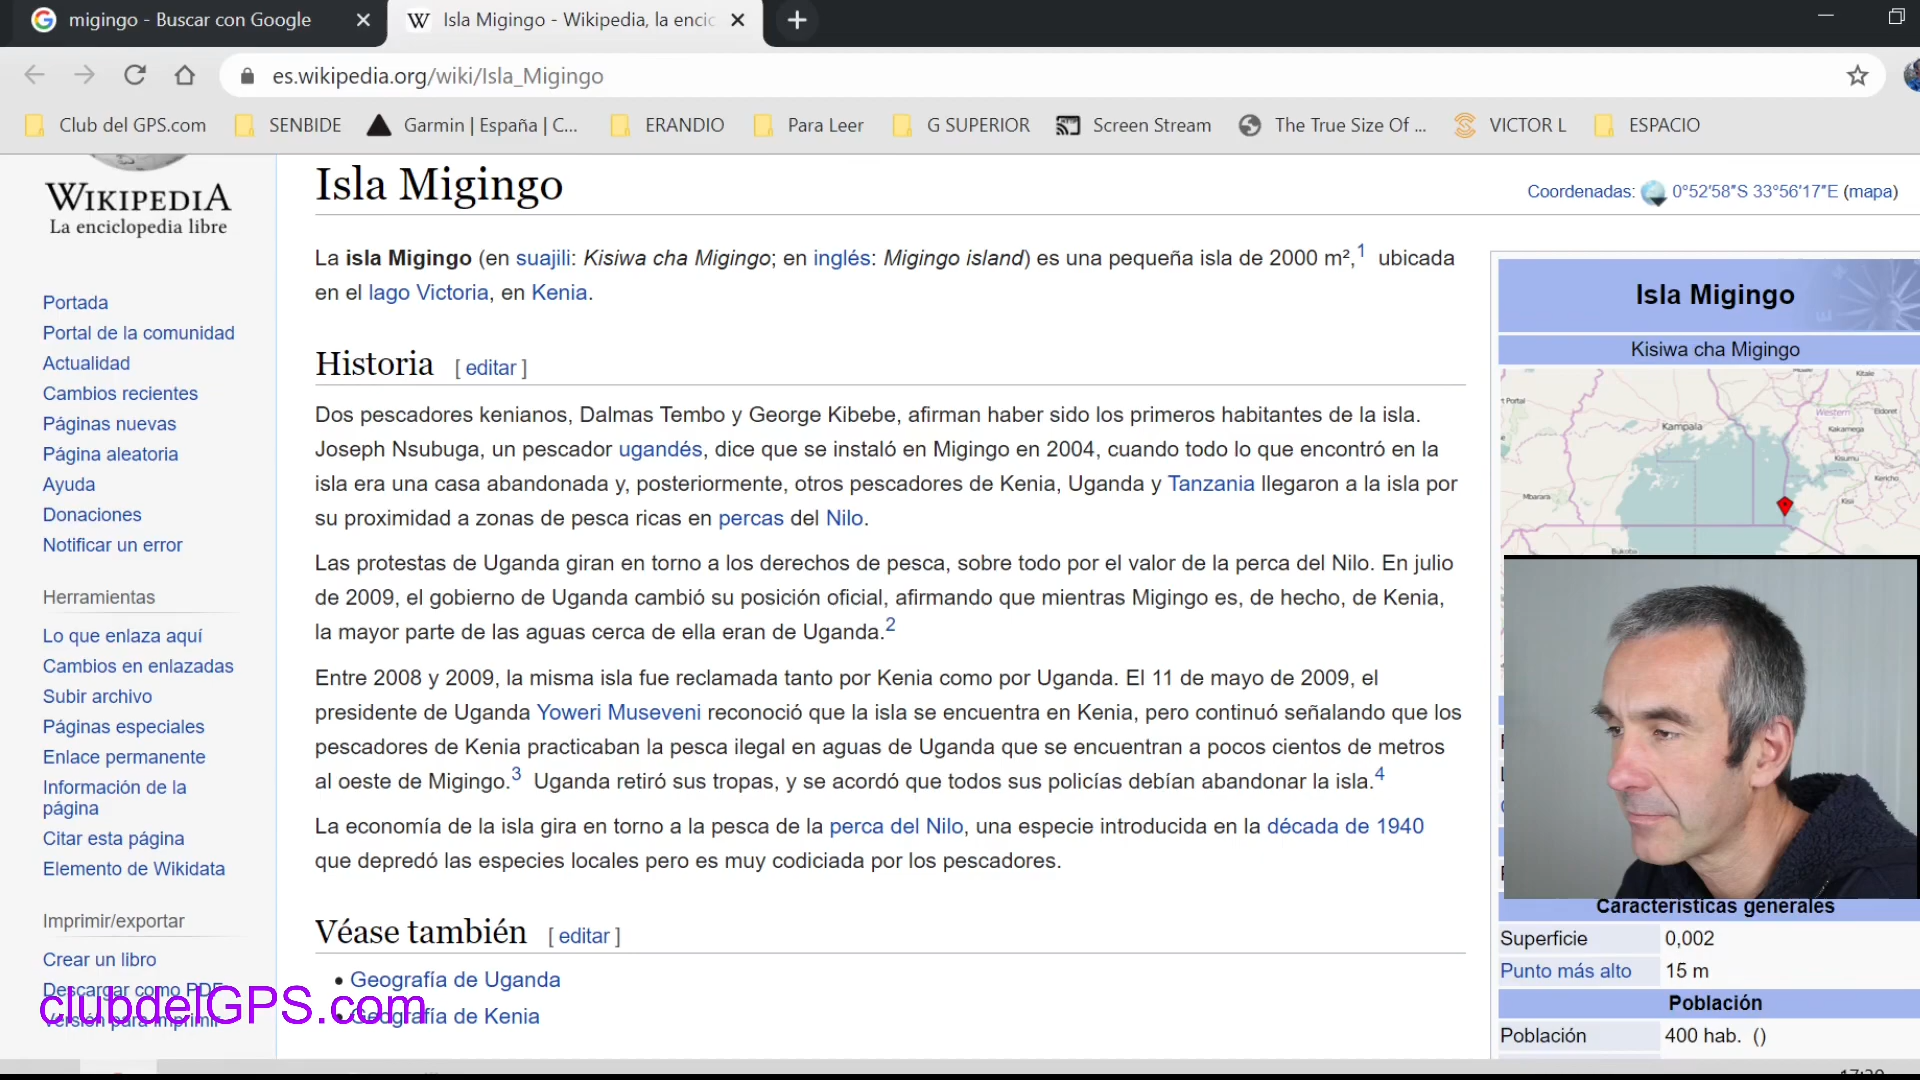 migingo - Buscar con Google
Isla Migingo - Wikipedia, la enci
es.wikipedia.org/wiki/Isla_Migingo
Club del GPS.com
SENBIDE
Garmin | España | C...
ERANDIO
Para Leer
G SUPERIOR
Screen Stream
The True Size Of ...
VICTOR L
ESPACIO
WIKIPEDIA
La enciclopedia libre
Portada
Portal de la comunidad
Actualidad
Cambios recientes
Páginas nuevas
Página aleatoria
Ayuda
Donaciones
Notificar un error
Herramientas
Lo que enlaza aquí
Cambios en enlazadas
Subir archivo
Páginas especiales
Enlace permanente
Información de la
página
Citar esta página
Elemento de Wikidata
Imprimir/exportar
Crear un libro
Descargar como PDF
Versión para imprimir
clubdelGPS.com
Isla Migingo
Coordenadas: 0°52′58″S 33°56′17″E (mapa)
La isla Migingo (en suajili: Kisiwa cha Migingo; en inglés: Migingo island) es una pequeña isla de 2000 m²,1 ubicada
en el lago Victoria, en Kenia.
Historia [ editar ]
Dos pescadores kenianos, Dalmas Tembo y George Kibebe, afirman haber sido los primeros habitantes de la isla.
Joseph Nsubuga, un pescador ugandés, dice que se instaló en Migingo en 2004, cuando todo lo que encontró en la
isla era una casa abandonada y, posteriormente, otros pescadores de Kenia, Uganda y Tanzania llegaron a la isla por
su proximidad a zonas de pesca ricas en percas del Nilo.
Las protestas de Uganda giran en torno a los derechos de pesca, sobre todo por el valor de la perca del Nilo. En julio
de 2009, el gobierno de Uganda cambió su posición oficial, afirmando que mientras Migingo es, de hecho, de Kenia,
la mayor parte de las aguas cerca de ella eran de Uganda.2
Entre 2008 y 2009, la misma isla fue reclamada tanto por Kenia como por Uganda. El 11 de mayo de 2009, el
presidente de Uganda Yoweri Museveni reconoció que la isla se encuentra en Kenia, pero continuó señalando que los
pescadores de Kenia practicaban la pesca ilegal en aguas de Uganda que se encuentran a pocos cientos de metros
al oeste de Migingo.3 Uganda retiró sus tropas, y se acordó que todos sus policías debían abandonar la isla.4
La economía de la isla gira en torno a la pesca de la perca del Nilo, una especie introducida en la década de 1940
que depredó las especies locales pero es muy codiciada por los pescadores.
Véase también [ editar ]
• Geografía de Uganda
• Geografía de Kenia
Isla Migingo
Kisiwa cha Migingo
Kitale
t Portal
Western
Eldoret
Kampala
Kakamega
Kisumu
Kericho
Mbarara
Kisii
Bukoba
Características generales
Superficie 0,002
Punto más alto 15 m
Población
Población 400 hab. ()